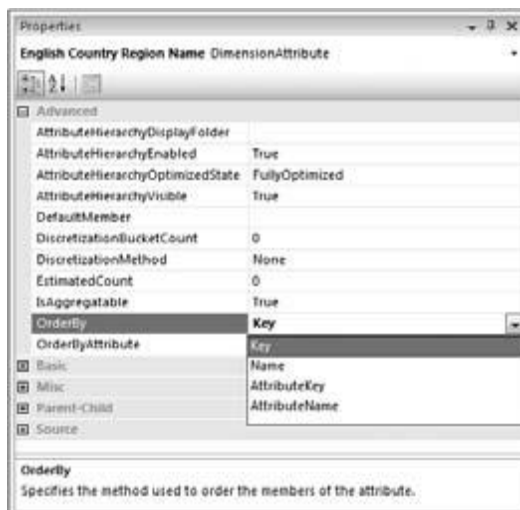 Properties
English Country Region Name DimensionAttribute
Advanced
AttributeHierarchyDisplayFolder
AttributeHierarchyEnabled True
AttributeHierarchyOptimizedState FullyOptimized
AttributeHierarchyVisible True
DefaultMember
DiscretizationBucketCount 0
DiscretizationMethod None
EstimatedCount 0
IsAggregatable True
OrderBy Key
OrderByAttribute Key
Basic Name
Misc AttributeKey
Parent-Child AttributeName
Source
OrderBy
Specifies the method used to order the members of the attribute.